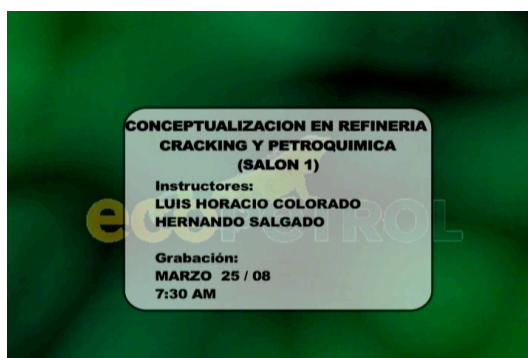 CONCEPTUALIZACION EN REFINERIA
CRACKING Y PETROQUIMICA
(SALON 1)
Instructores:
LUIS HORACIO COLORADO
HERNANDO SALGADO
ecoPETROL
Grabación:
MARZO 25 / 08
7:30 AM